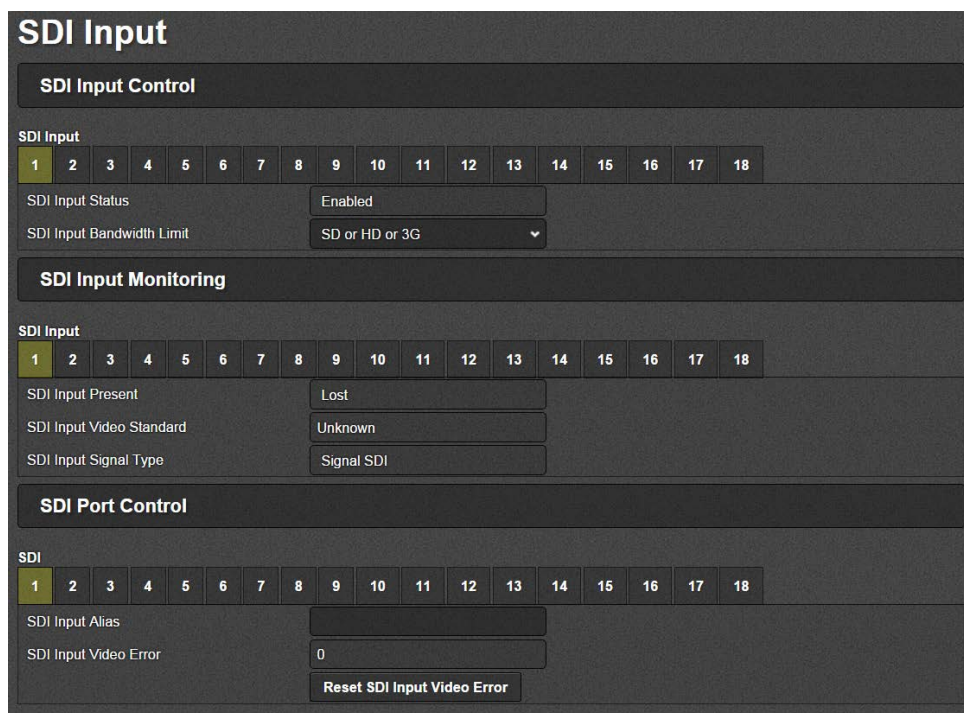 SDI Input
SDI Input Control
SDI Input
1 2 3 4 5 6 7 8 9 10 11 12 13 14 15 16 17 18
SDI Input Status Enabled
SDI Input Bandwidth Limit SD or HD or 3G
SDI Input Monitoring
SDI Input
1 2 3 4 5 6 7 8 9 10 11 12 13 14 15 16 17 18
SDI Input Present Lost
SDI Input Video Standard Unknown
SDI Input Signal Type Signal SDI
SDI Port Control
SDI
1 2 3 4 5 6 7 8 9 10 11 12 13 14 15 16 17 18
SDI Input Alias
SDI Input Video Error 0
Reset SDI Input Video Error